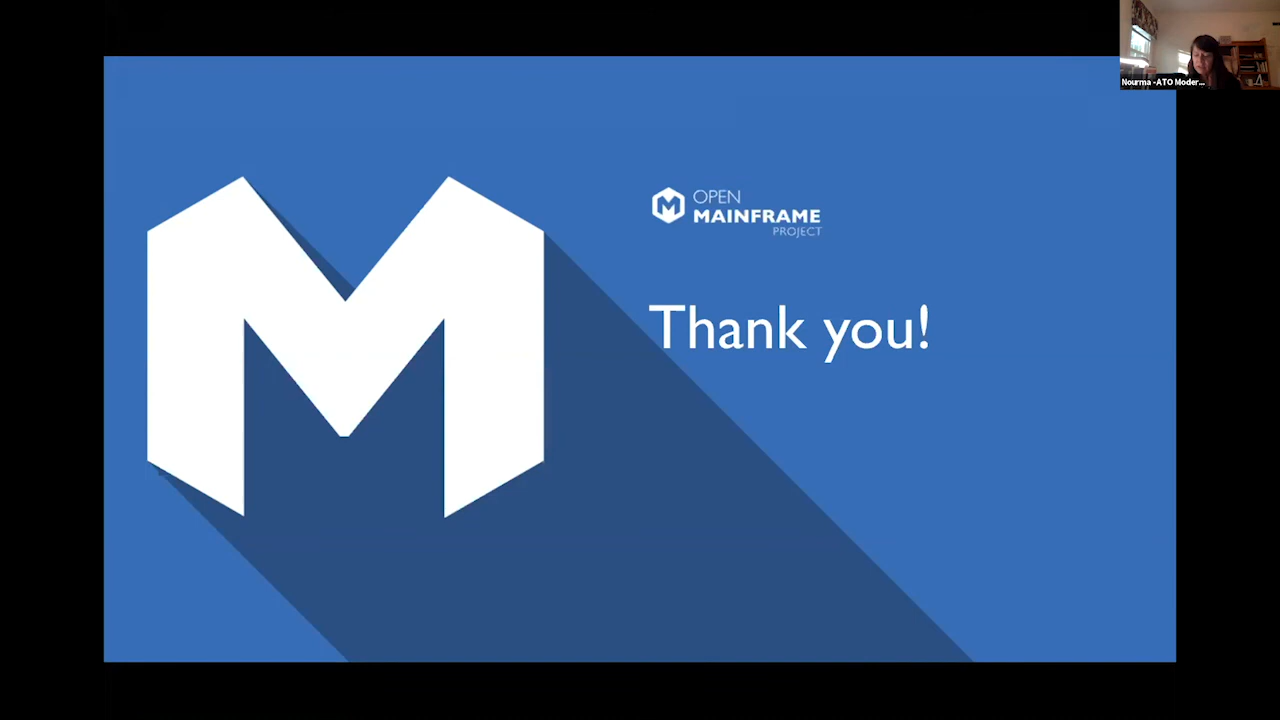 Nourma -ATO Moder...
OPEN
MAINFRAME
PROJECT
Thank you!